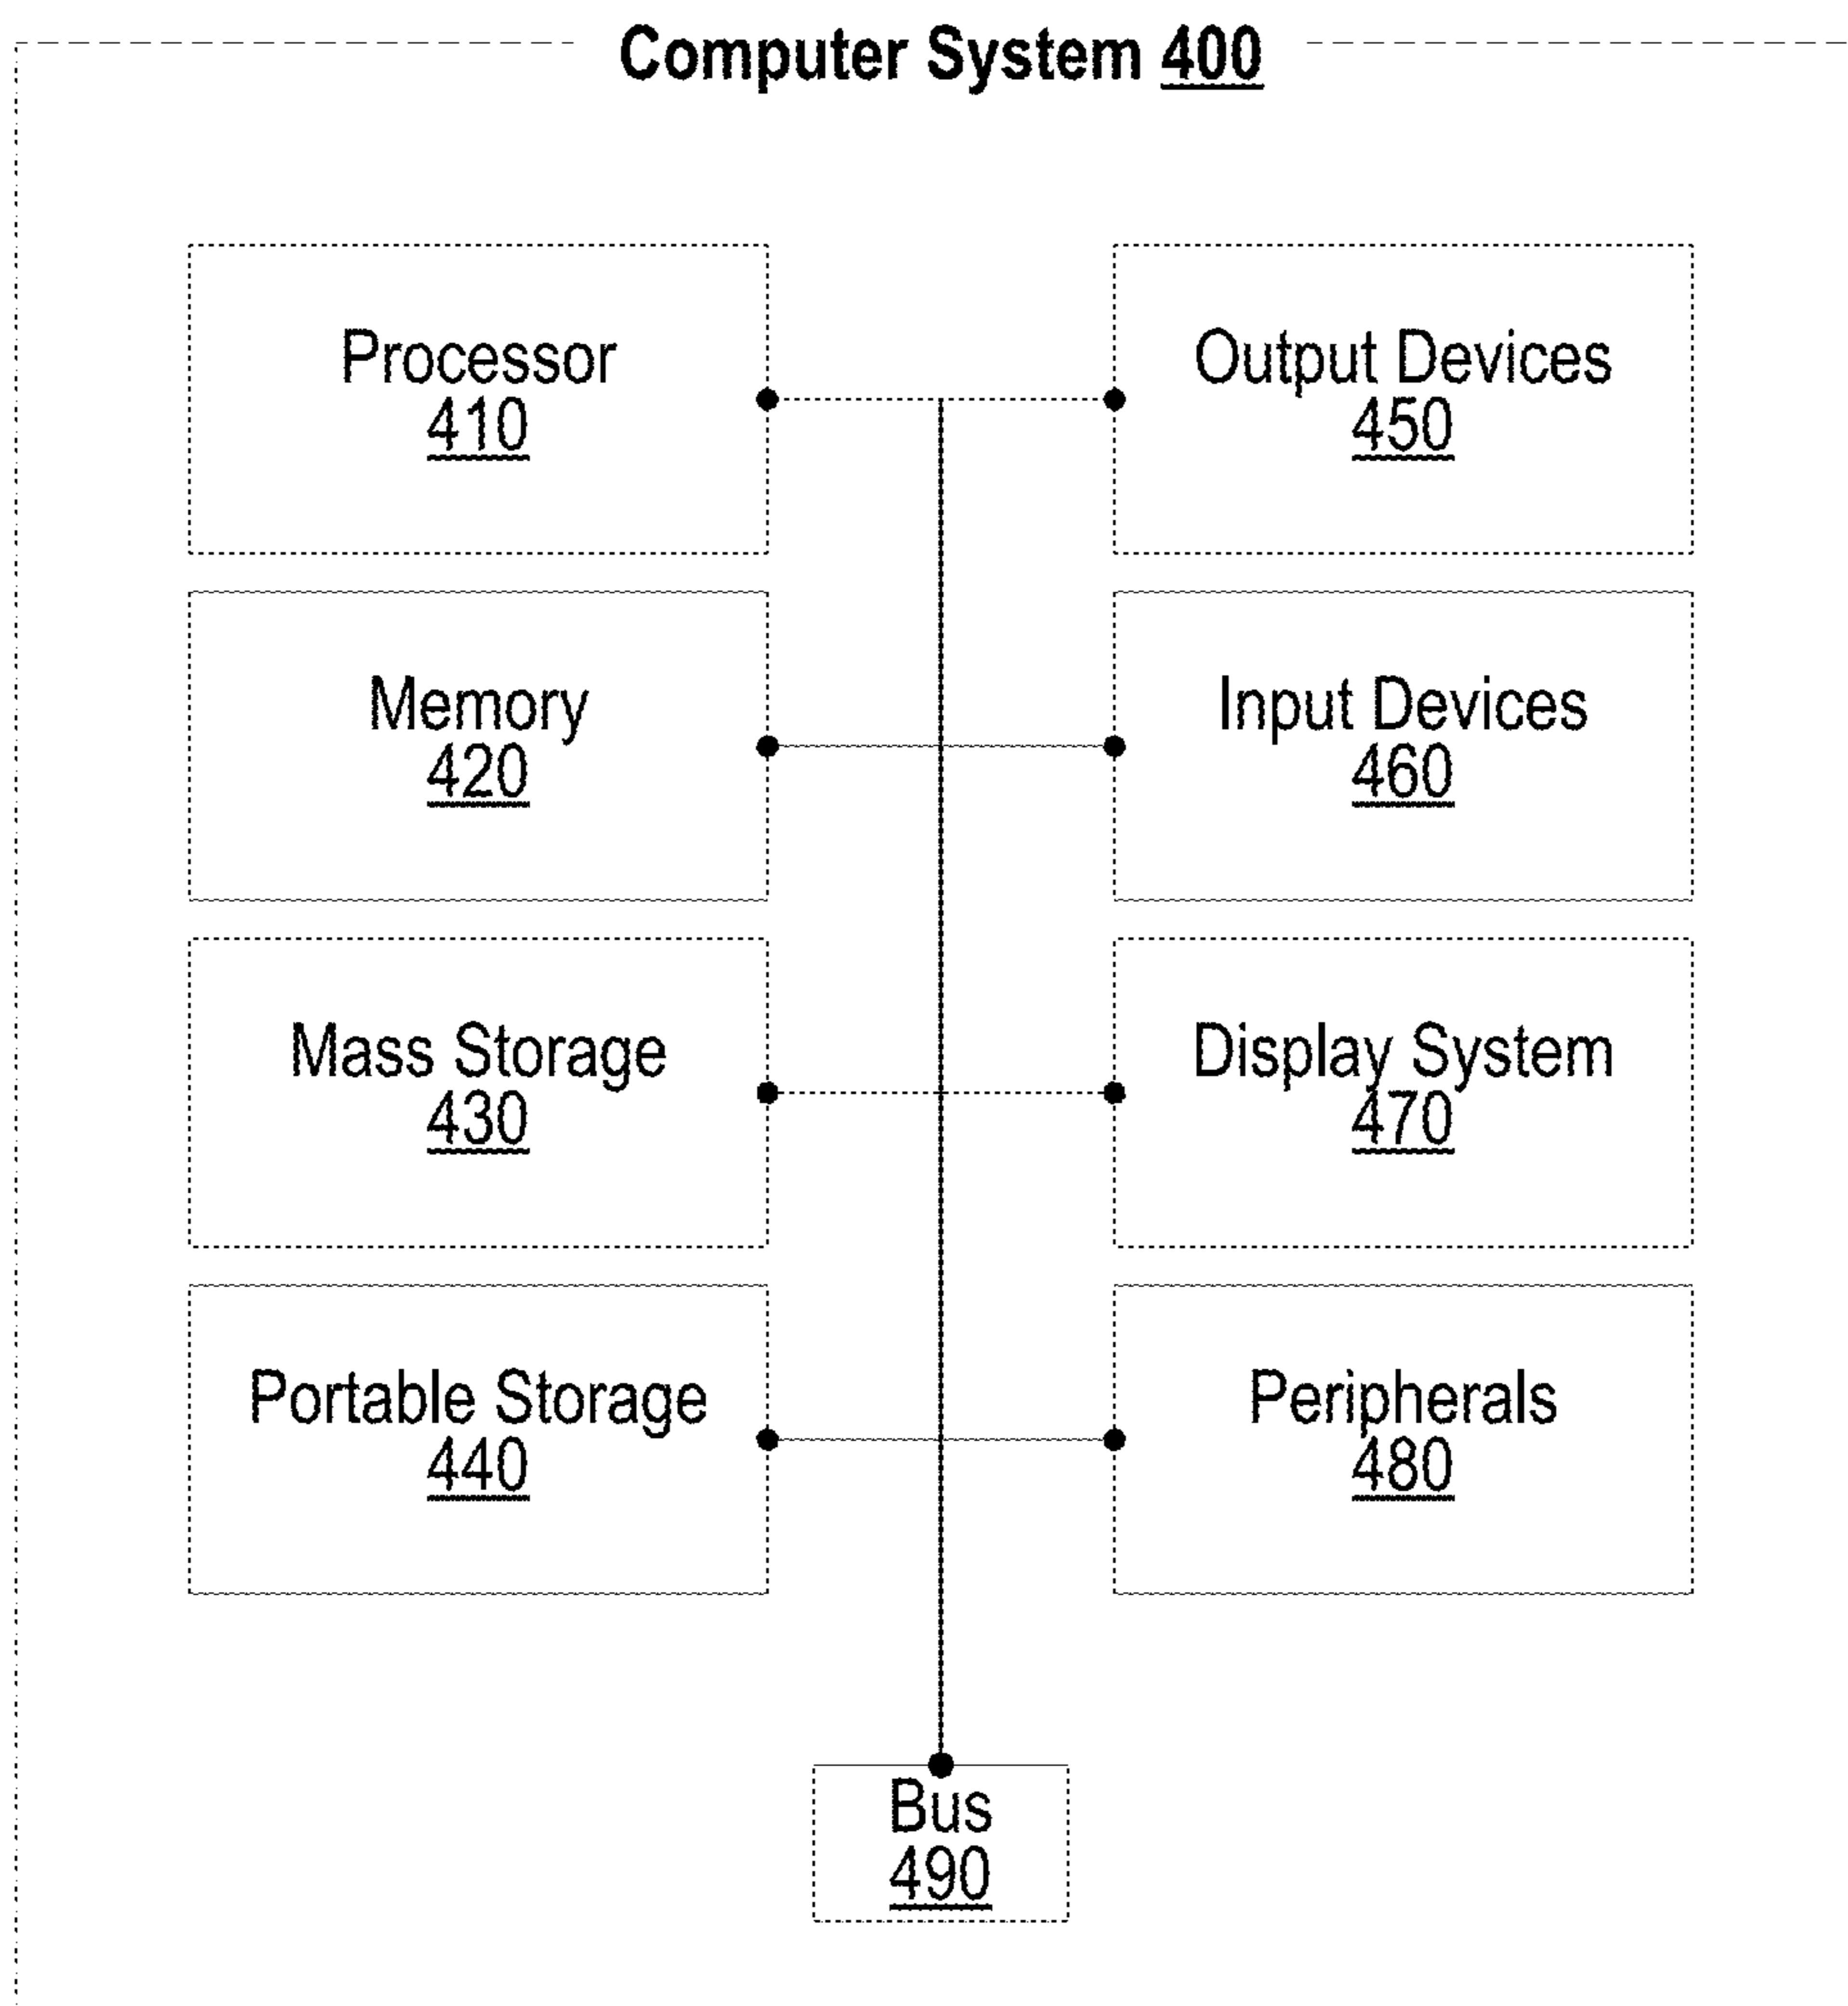 Computer System 400
Processor
410
Output Devices
450
Memory
420
Input Devices
460
Mass Storage
430
Display System
470
Portable Storage
440
Peripherals
480
Bus
490